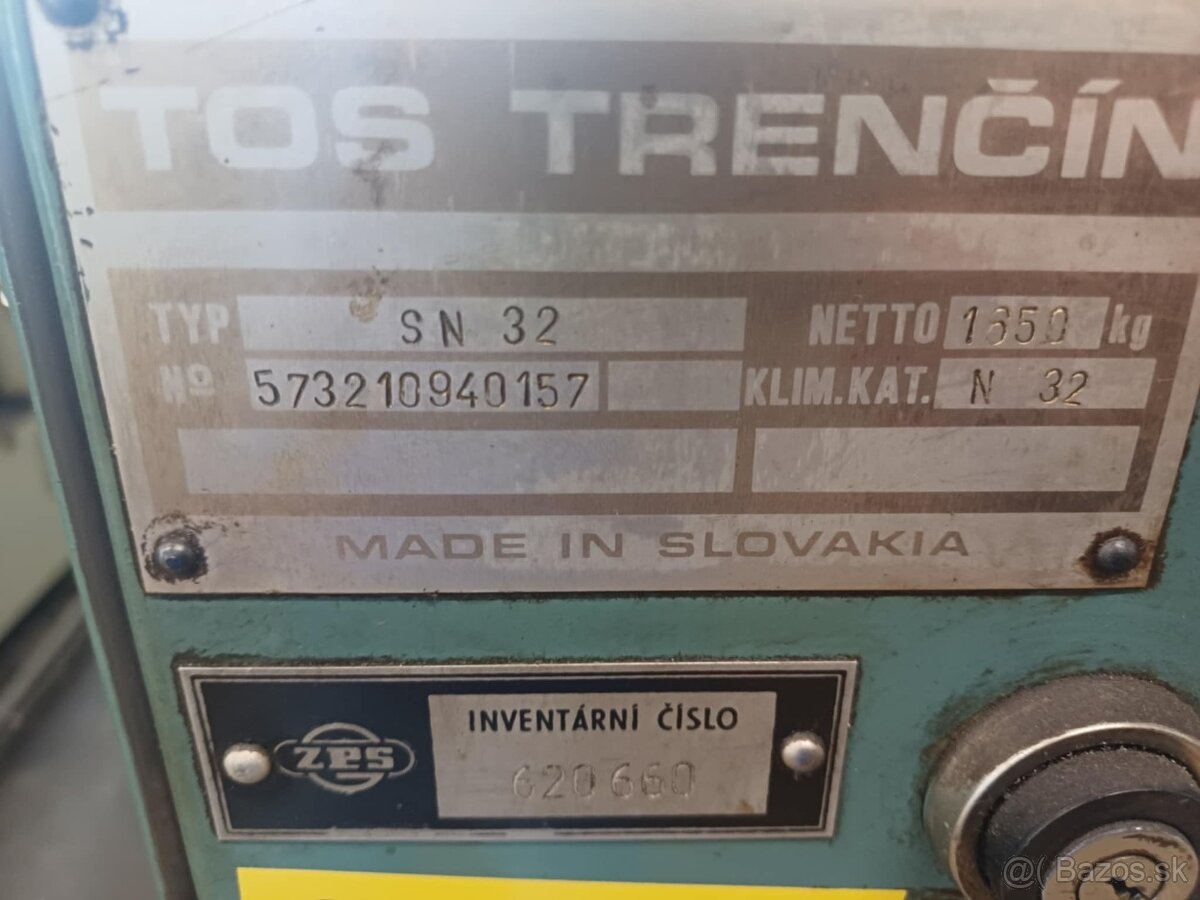 TOS TRENČÍN
TYP SN 32 NETTO 1650 kg
Nº 573210940157 KLIM.KAT. N 32
MADE IN SLOVAKIA
ZPS INVENTÁRNÍ ČÍSLO
620 660
@( Bazos.sk